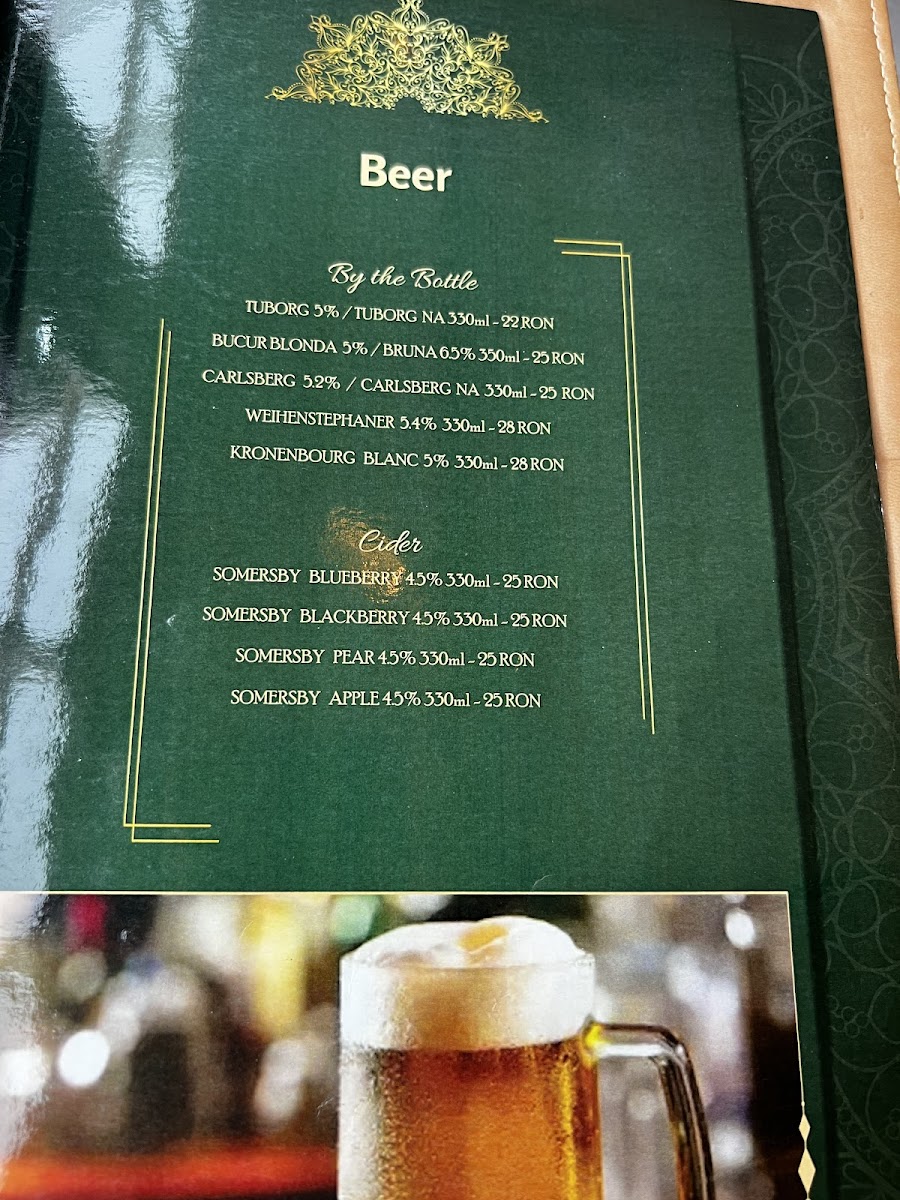 Beer
By the Bottle
TUBORG 5% / TUBORG NA 330ml - 22 RON
BUCUR BLONDA 5% / BRUNA 6.5% 350ml - 25 RON
CARLSBERG 5.2% / CARLSBERG NA 330ml - 25 RON
WEIHENSTEPHANER 5.4% 330ml - 28 RON
KRONENBOURG BLANC 5% 330ml - 28 RON
Cider
SOMERSBY BLUEBERRY 4.5% 330ml - 25 RON
SOMERSBY BLACKBERRY 4.5% 330ml - 25 RON
SOMERSBY PEAR 4.5% 330ml - 25 RON
SOMERSBY APPLE 4.5% 330ml - 25 RON